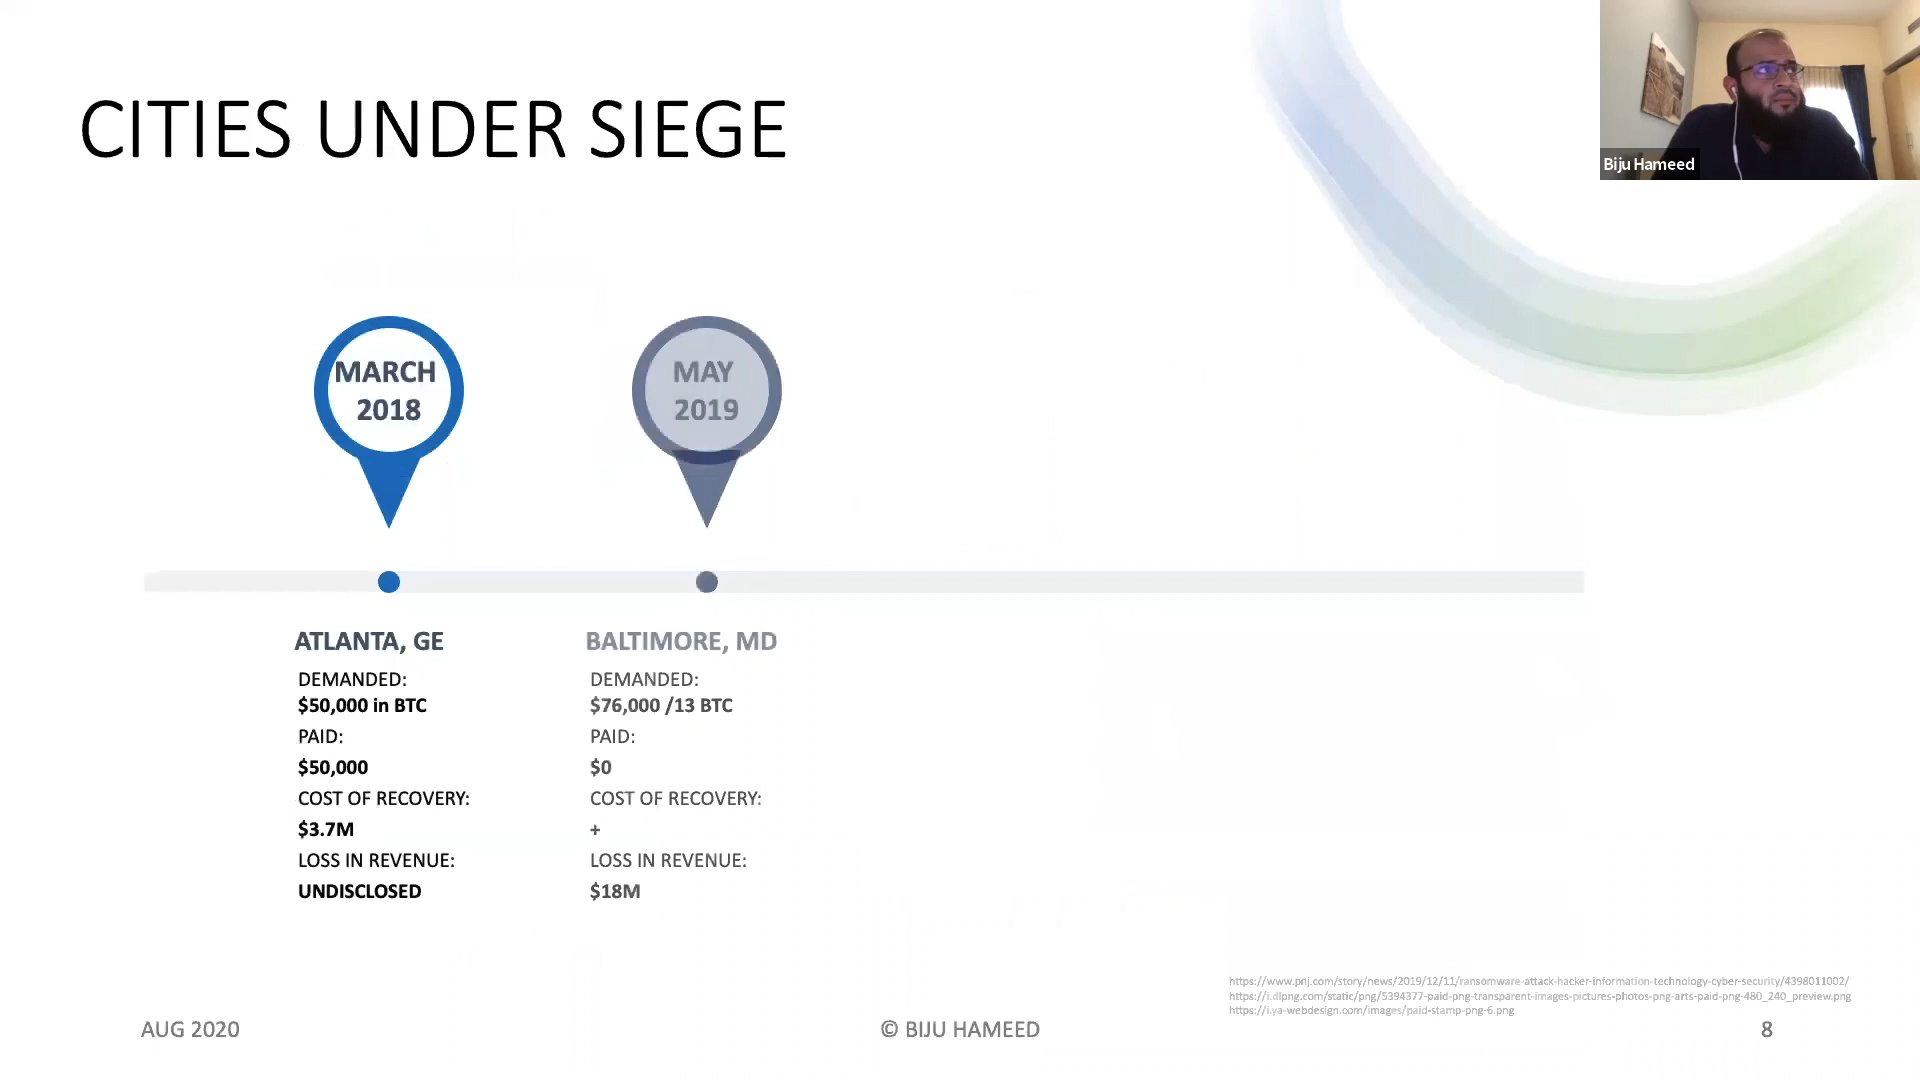 CITIES UNDER SIEGE
Biju Hameed
MARCH
2018
MAY
2019
ATLANTA, GE
DEMANDED:
$50,000 in BTC
PAID:
$50,000
COST OF RECOVERY:
$3.7M
LOSS IN REVENUE:
UNDISCLOSED
BALTIMORE, MD
DEMANDED:
$76,000 /13 BTC
PAID:
$0
COST OF RECOVERY:
+
LOSS IN REVENUE:
$18M
https://www.pnj.com/story/news/2019/12/11/ransomware-attack-hacker-information-technology-cyber-security/4398011002/
https://i.dlpng.com/static/png/5394377-paid-png-transparent-images-pictures-photos-png-arts-paid-png-480_240_preview.png
https://i.ya-webdesign.com/images/paid-stamp-png-6.png
AUG 2020
© BIJU HAMEED
8